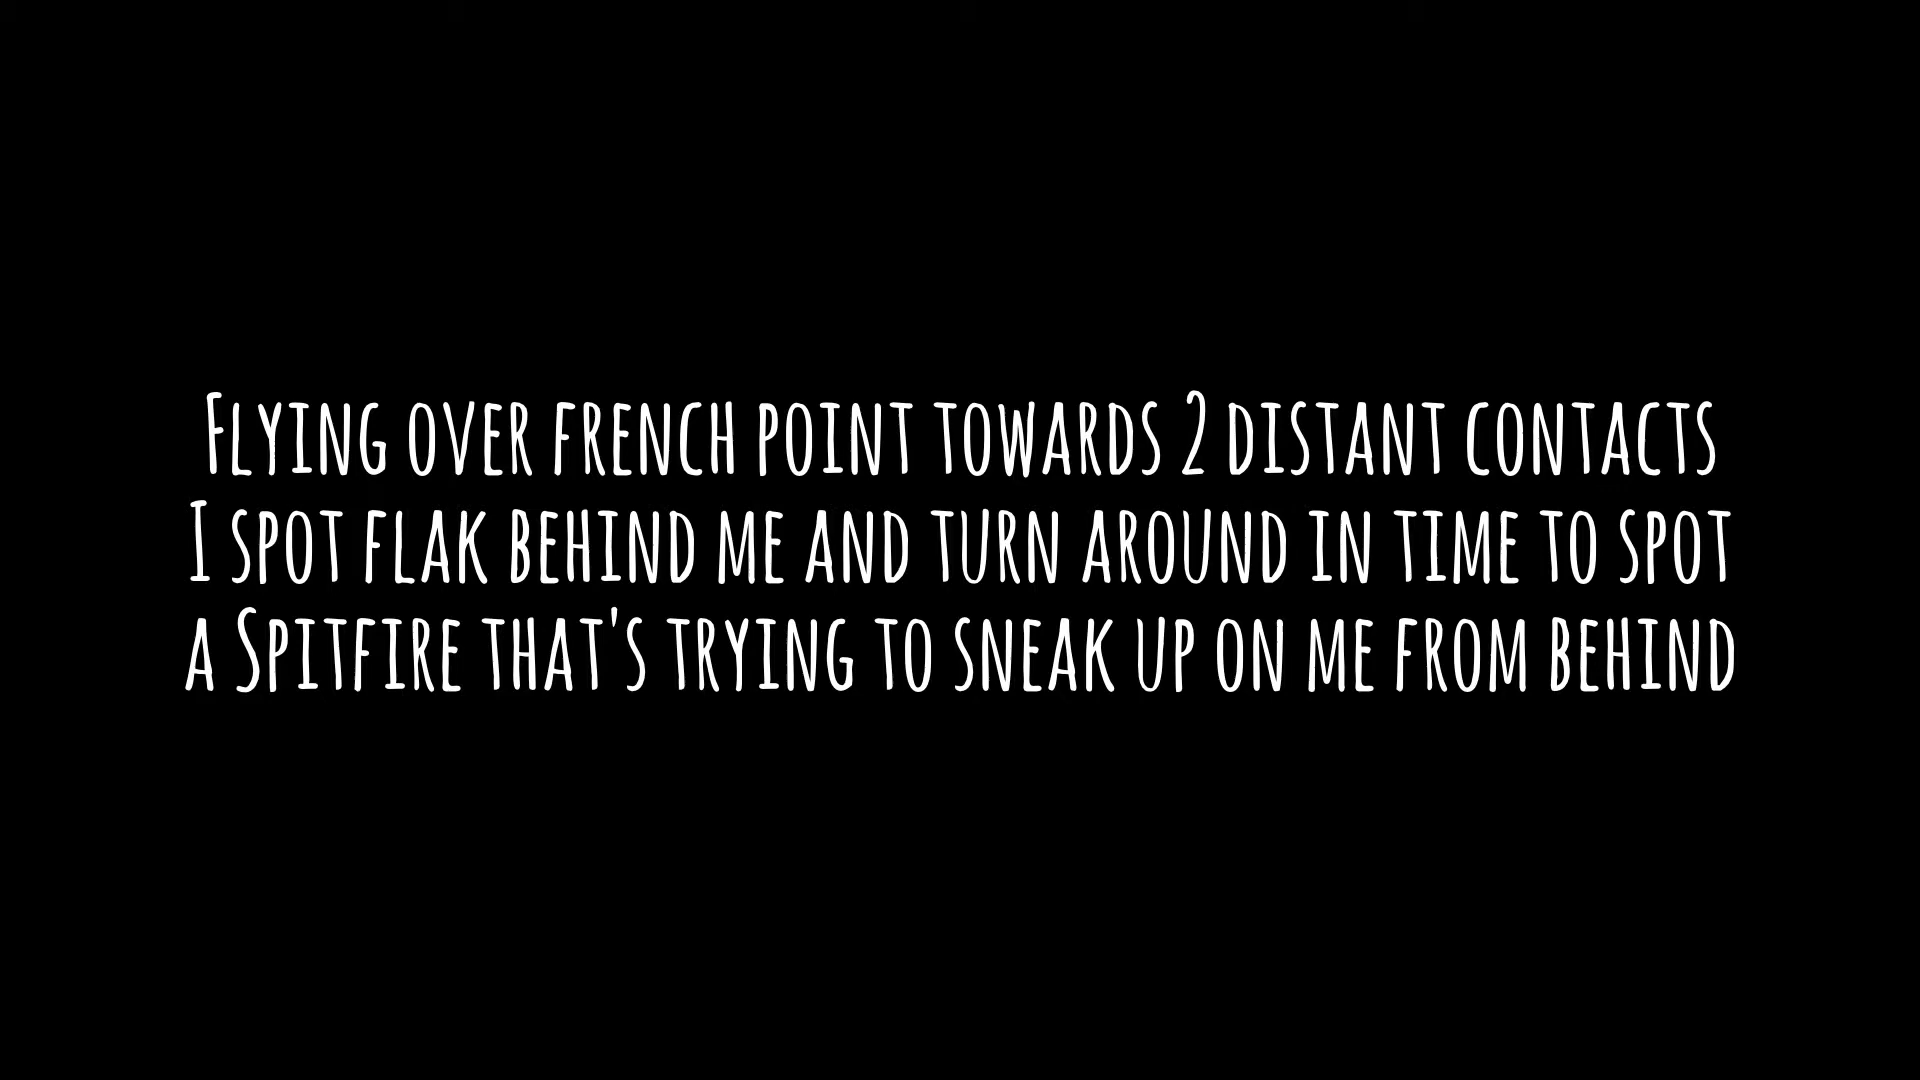 Flying over french point towards 2 distant contacts
I spot flak behind me and turn around in time to spot
a Spitfire that's trying to sneak up on me from behind